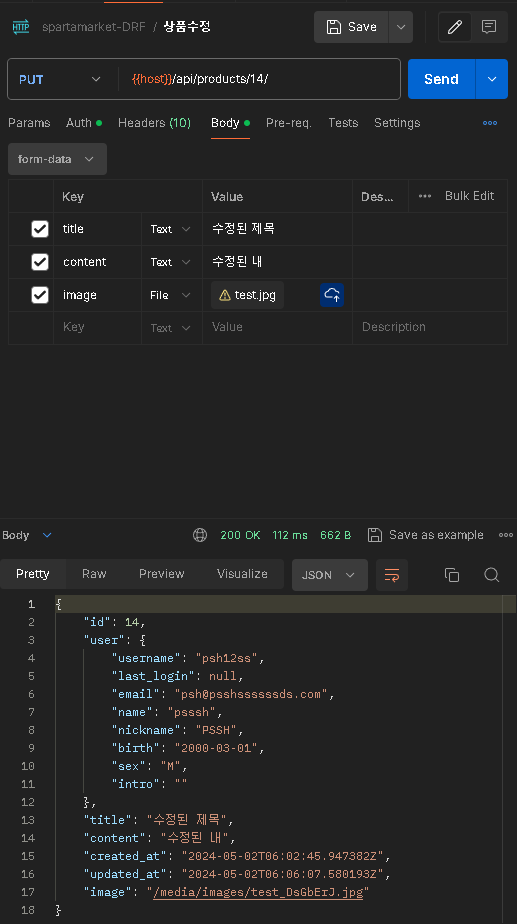 HTTP spartamarket-DRF / 상품수정 Save
PUT {{host}}/api/products/14/ Send
Params Auth Headers (10) Body Pre-req. Tests Settings
form-data
Key Value Des... Bulk Edit
title Text 수정된 제목
content Text 수정된 내
image File test.jpg
Key Text Value Description
Body 200 OK 112 ms 662 B Save as example
Pretty Raw Preview Visualize JSON
1 {
2 "id": 14,
3 "user": {
4 "username": "psh12ss",
5 "last_login": null,
6 "email": "psh@psshssssssds.com",
7 "name": "psssh",
8 "nickname": "PSSH",
9 "birth": "2000-03-01",
10 "sex": "M",
11 "intro": ""
12 },
13 "title": "수정된 제목",
14 "content": "수정된 내",
15 "created_at": "2024-05-02T06:02:45.947382Z",
16 "updated_at": "2024-05-02T06:06:07.580193Z",
17 "image": "/media/images/test_DsGbErJ.jpg"
18 }